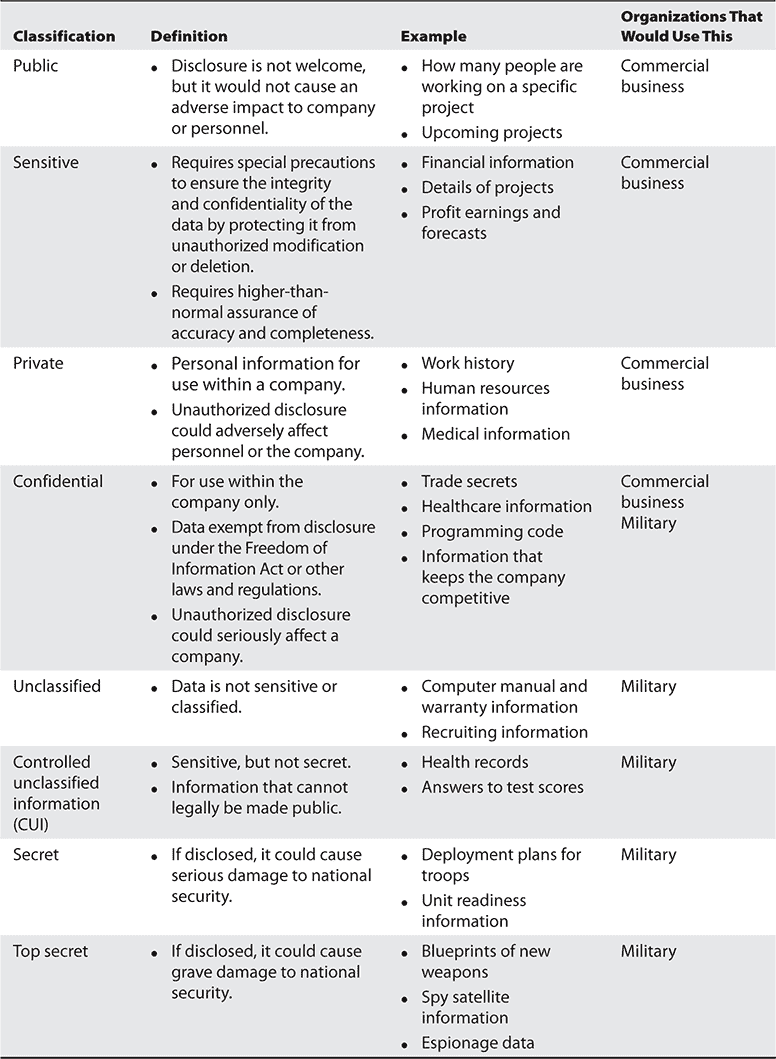 Classification Definition Example Organizations That Would Use This
Public
• Disclosure is not welcome,
but it would not cause an
adverse impact to company
or personnel.
• How many people are
working on a specific
project
• Upcoming projects
Commercial
business
Sensitive
• Requires special precautions
to ensure the integrity
and confidentiality of the
data by protecting it from
unauthorized modification
or deletion.
• Requires higher-than-
normal assurance of
accuracy and completeness.
• Financial information
• Details of projects
• Profit earnings and
forecasts
Commercial
business
Private
• Personal information for
use within a company.
• Unauthorized disclosure
could adversely affect
personnel or the company.
• Work history
• Human resources
information
• Medical information
Commercial
business
Confidential
• For use within the
company only.
• Data exempt from disclosure
under the Freedom of
Information Act or other
laws and regulations.
• Unauthorized disclosure
could seriously affect a
company.
• Trade secrets
• Healthcare information
• Programming code
• Information that
keeps the company
competitive
Commercial
business
Military
Unclassified
• Data is not sensitive or
classified.
• Computer manual and
warranty information
• Recruiting information
Military
Controlled
unclassified
information
(CUI)
• Sensitive, but not secret.
• Information that cannot
legally be made public.
• Health records
• Answers to test scores
Military
Secret
• If disclosed, it could cause
serious damage to national
security.
• Deployment plans for
troops
• Unit readiness
information
Military
Top secret
• If disclosed, it could cause
grave damage to national
security.
• Blueprints of new
weapons
• Spy satellite
information
• Espionage data
Military